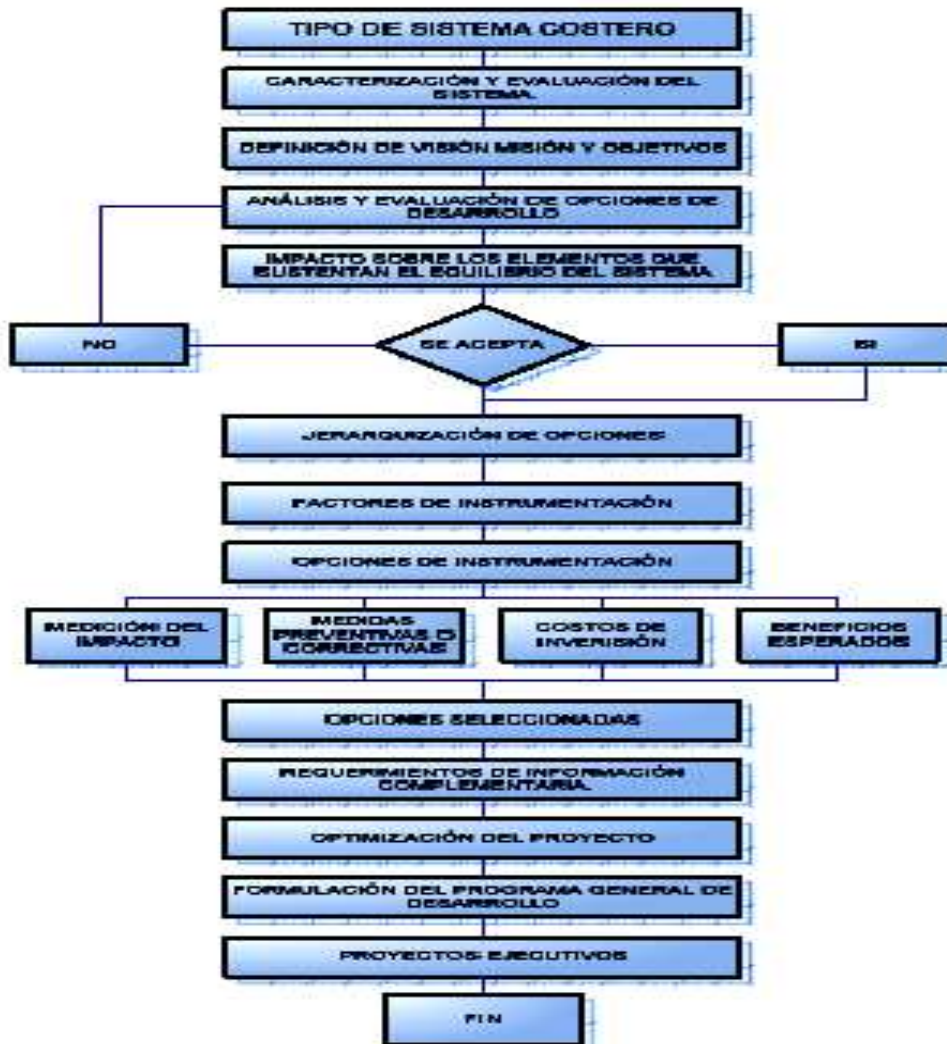 TIPO DE SISTEMA COSTERO
CARACTERIZACIÓN Y EVALUACIÓN DEL
SISTEMA
DEFINICIÓN DE VISIÓN MISIÓN Y OBJETIVOS
ANÁLISIS Y EVALUACIÓN DE OPCIONES DE
DESARROLLO
IMPACTO SOBRE LOS ELEMENTOS QUE
SUSTENTAN EL EQUILIBRIO DEL SISTEMA
NO
SE ACEPTA
SI
JERARQUIZACIÓN DE OPCIONES
FACTORES DE INSTRUMENTACIÓN
OPCIONES DE INSTRUMENTACIÓN
MEDICIÓN DEL
IMPACTO
MEDIDAS
PREVENTIVAS O
CORRECTIVAS
COSTOS DE
INVERISIÓN
BENEFICIOS
ESPERADOS
OPCIONES SELECCIONADAS
REQUERIMIENTOS DE INFORMACIÓN
COMPLEMENTARIA
OPTIMIZACIÓN DEL PROYECTO
FORMULACIÓN DEL PROGRAMA GENERAL DE
DESARROLLO
PROYECTOS EJECUTIVOS
FIN